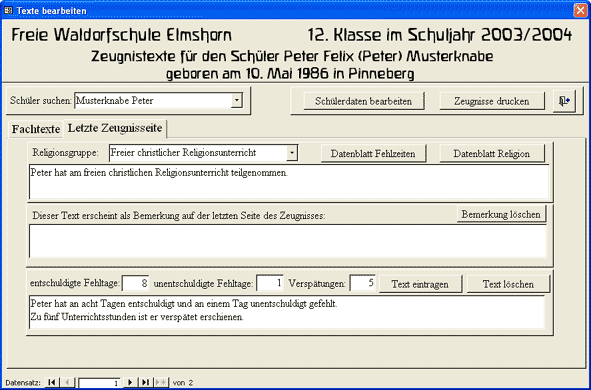 Texte bearbeiten
Freie Waldorfschule Elmshorn 12. Klasse im Schuljahr 2003/2004
Zeugnistexte für den Schüler Peter Felix (Peter) Musterknabe
geboren am 10. Mai 1986 in Pinneberg
Schüler suchen: Musterknabe Peter Schülerdaten bearbeiten Zeugnisse drucken
Fachtexte Letzte Zeugnisseite
Religionsgruppe: Freier christlicher Religionsunterricht Datenblatt Fehlzeiten Datenblatt Religion
Peter hat am freien christlichen Religionsunterricht teilgenommen.
Dieser Text erscheint als Bemerkung auf der letzten Seite des Zeugnisses: Bemerkung löschen
entschuldigte Fehltage: 8 unentschuldigte Fehltage: 1 Verspätungen: 5 Text eintragen Text löschen
Peter hat an acht Tagen entschuldigt und an einem Tag unentschuldigt gefehlt.
Zu fünf Unterrichtsstunden ist er verspätet erschienen.
Datensatz: 1 von 2